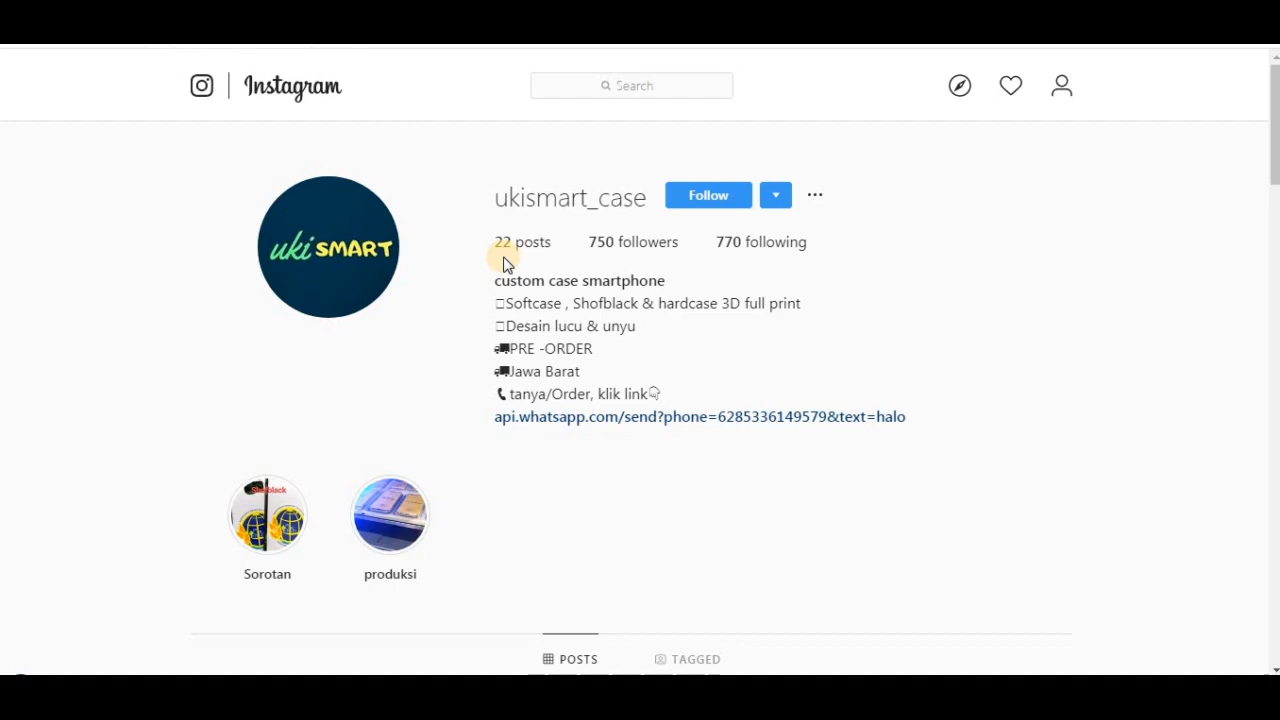 Instagram
Search
uki SMART
ukismart_case
Follow
22 posts 750 followers 770 following
custom case smartphone
Softcase , Shofblack & hardcase 3D full print
Desain lucu & unyu
PRE -ORDER
Jawa Barat
tanya/Order, klik link
api.whatsapp.com/send?phone=6285336149579&text=halo
Shofblack
Sorotan
produksi
POSTS
TAGGED